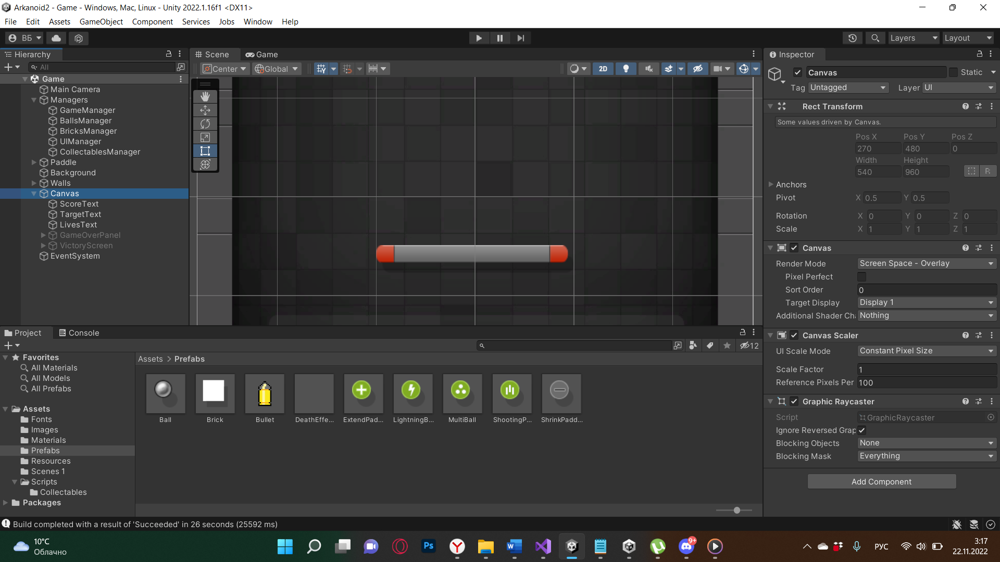 Arkanoid2 - Game - Windows, Mac, Linux - Unity 2022.1.16f1 <DX11>
File Edit Assets GameObject Component Services Jobs Window Help
ВБ
Layers Layout
Hierarchy
All
Game
Main Camera
Managers
GameManager
BallsManager
BricksManager
UIManager
CollectablesManager
Paddle
Background
Walls
Canvas
ScoreText
TargetText
LivesText
GameOverPanel
VictoryScreen
EventSystem
Scene Game
Center Global 2D
Inspector
Canvas Static
Tag Untagged Layer UI
Rect Transform
Some values driven by Canvas.
Pos X Pos Y Pos Z
270 480 0
Width Height
540 960 R
Anchors
Pivot X 0.5 Y 0.5
Rotation X 0 Y 0 Z 0
Scale X 1 Y 1 Z 1
Canvas
Render Mode Screen Space - Overlay
Pixel Perfect
Sort Order 0
Target Display Display 1
Additional Shader Cha Nothing
Canvas Scaler
UI Scale Mode Constant Pixel Size
Scale Factor 1
Reference Pixels Per 100
Graphic Raycaster
Script GraphicRaycaster
Ignore Reversed Grap
Blocking Objects None
Blocking Mask Everything
Add Component
Project Console
12
Favorites
All Materials
All Models
All Prefabs
Assets
Fonts
Images
Materials
Prefabs
Resources
Scenes 1
Scripts
Collectables
Packages
Assets > Prefabs
Ball Brick Bullet DeathEffe... ExtendPad... LightningB... MultiBall ShootingP... ShrinkPadd...
Build completed with a result of 'Succeeded' in 26 seconds (25592 ms)
10°C
Облачно
Ps
W
9+
РУС
3:17
22.11.2022